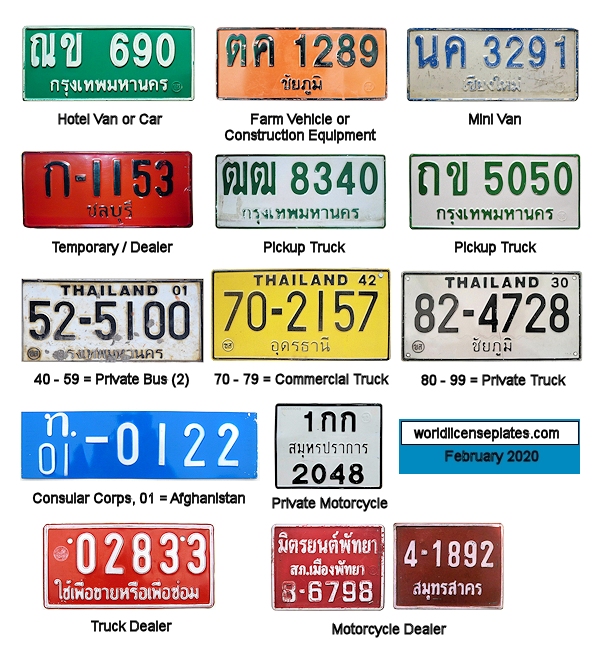 ณข 690
กรุงเทพมหานคร
Hotel Van or Car
ตค 1289
ชัยภูมิ
Farm Vehicle or
Construction Equipment
นค 3291
เชียงใหม่
Mini Van
ก-1153
ชลบุรี
Temporary / Dealer
ฒฒ 8340
กรุงเทพมหานคร
Pickup Truck
ถข 5050
กรุงเทพมหานคร
Pickup Truck
THAILAND 01
52-5100
กรุงเทพมหานคร
40 - 59 = Private Bus (2)
THAILAND 42
70-2157
อุดรธานี
70 - 79 = Commercial Truck
THAILAND 30
82-4728
ชัยภูมิ
80 - 99 = Private Truck
ท.
01 -0122
Consular Corps, 01 = Afghanistan
1กก
สมุทรปราการ
2048
Private Motorcycle
worldlicenseplates.com
February 2020
02833
ใช้เพื่อขายหรือเพื่อซ่อม
Truck Dealer
มิตรยนต์พัทยา
สภ.เมืองพัทยา
-6798
4-1892
สมุทรสาคร
Motorcycle Dealer